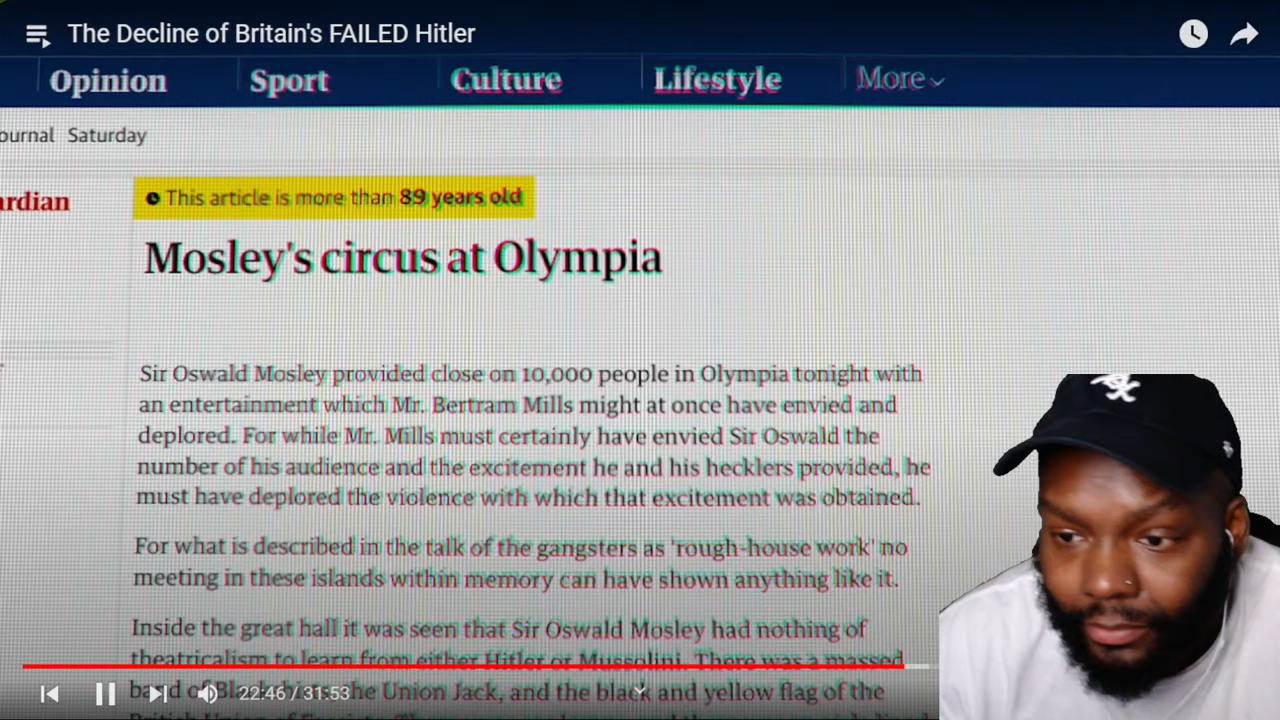 The Decline of Britain's FAILED Hitler
Opinion Sport Culture Lifestyle More
ournal Saturday
ardian
This article is more than 89 years old
Mosley's circus at Olympia
Sir Oswald Mosley provided close on 10,000 people in Olympia tonight with
an entertainment which Mr. Bertram Mills might at once have envied and
deplored. For while Mr. Mills must certainly have envied Sir Oswald the
number of his audience and the excitement he and his hecklers provided, he
must have deplored the violence with which that excitement was obtained.
For what is described in the talk of the gangsters as 'rough-house work' no
meeting in these islands within memory can have shown anything like it.
Inside the great hall it was seen that Sir Oswald Mosley had nothing of
theatricalism to learn from either Hitler or Mussolini. There was a massed
band of the Union Jack, and the black and yellow flag of the
22:46 / 31:53
British Union of Fascists.